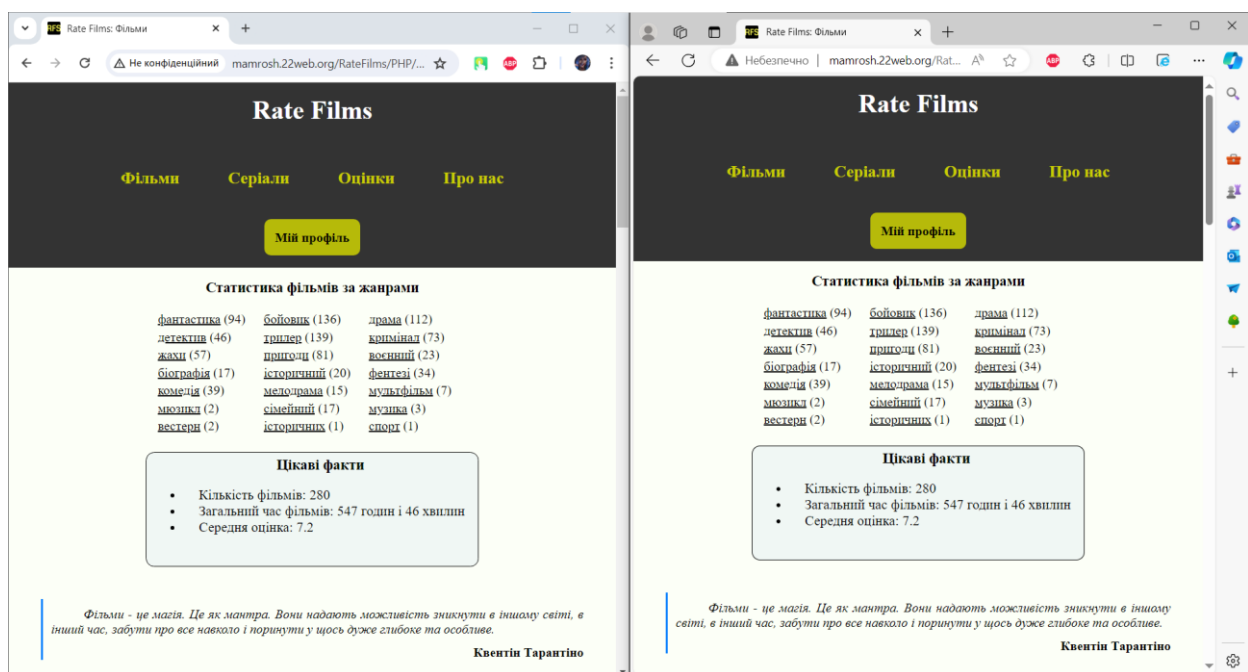 RFS Rate Films: Фільми
Не конфіденційний mamrosh.22web.org/RateFilms/PHP/... ABP
Rate Films
Фільми Серіали Оцінки Про нас
Мій профіль
Статистика фільмів за жанрами
фантастика (94) бойовик (136) драма (112)
детектив (46) трилер (139) кримінал (73)
жахи (57) пригоди (81) воєнний (23)
біографія (17) історичний (20) фентезі (34)
комедія (39) мелодрама (15) мультфільм (7)
мюзикл (2) сімейний (17) музика (3)
вестерн (2) історичних (1) спорт (1)
Цікаві факти
• Кількість фільмів: 280
• Загальний час фільмів: 547 годин і 46 хвилин
• Середня оцінка: 7.2
Фільми - це магія. Це як мантра. Вони надають можливість зникнути в іншому світі, в
інший час, забути про все навколо і поринути у щось дуже глибоке та особливе.
Квентін Тарантіно
RFS Rate Films: Фільми
Небезпечно mamrosh.22web.org/Rat... A ABP
Rate Films
Фільми Серіали Оцінки Про нас
Мій профіль
Статистика фільмів за жанрами
фантастика (94) бойовик (136) драма (112)
детектив (46) трилер (139) кримінал (73)
жахи (57) пригоди (81) воєнний (23)
біографія (17) історичний (20) фентезі (34)
комедія (39) мелодрама (15) мультфільм (7)
мюзикл (2) сімейний (17) музика (3)
вестерн (2) історичних (1) спорт (1)
Цікаві факти
• Кількість фільмів: 280
• Загальний час фільмів: 547 годин і 46 хвилин
• Середня оцінка: 7.2
Фільми - це магія. Це як мантра. Вони надають можливість зникнути в іншому
світі, в інший час, забути про все навколо і поринути у щось дуже глибоке та особливе.
Квентін Тарантіно